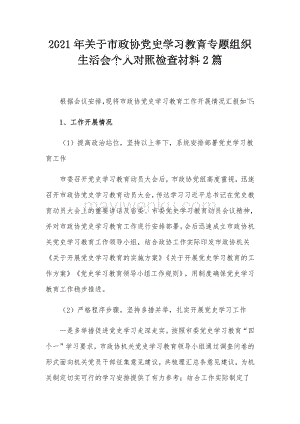 2021 年关于市政协党史学习教育专题组织
生活会个人对照检查材料 2 篇
根据会议安排,现将市政协党史学习教育工作开展情况汇报如下:
1、工作开展情况
（1）提高政治站位，坚持以上率下，系统安排部署党史学习教
育工作
市委召开党史学习教育动员大会后，市政协党组高度重视，迅速
召开市政协党史学习教育动员大会，传达学习习近平总书记在党史教
育动员大会上的重要讲话员省委、市委党史学习教育动员会议精神，
并对市政协党史学习教育工作进行安排部署。会后迅速成立市政协机
关党史学习教育工作领导小组，结合政协工作实际印发市政协机关
《关于开展党史学习教育的实施方案》《关于开展党史学习教育的工
作方案》《党史学习教育领导小组工作规则》。用制度确保党史学习教
育工作稳步推进。
（2）严格程序步骤，坚持多措并举，扎实开展党史学习工作
一是多举措促进党史学习走深走实。按照市委党史学习教育"四
个一"学习要求，市政协机关党史学习教育领导小组通过调查问卷的
形式面向机关党员干部征集意见建议，共梳理汇总各方意见建议，为机
关制定切实可行的学习提供了有力参考；结合工作实际制定了